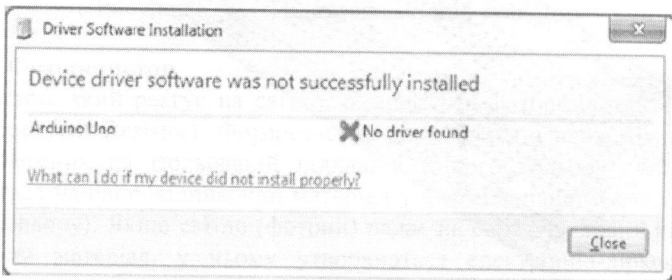 Driver Software Installation
Device driver software was not successfully installed
Arduino Uno No driver found
What can I do if my device did not install properly?
Close